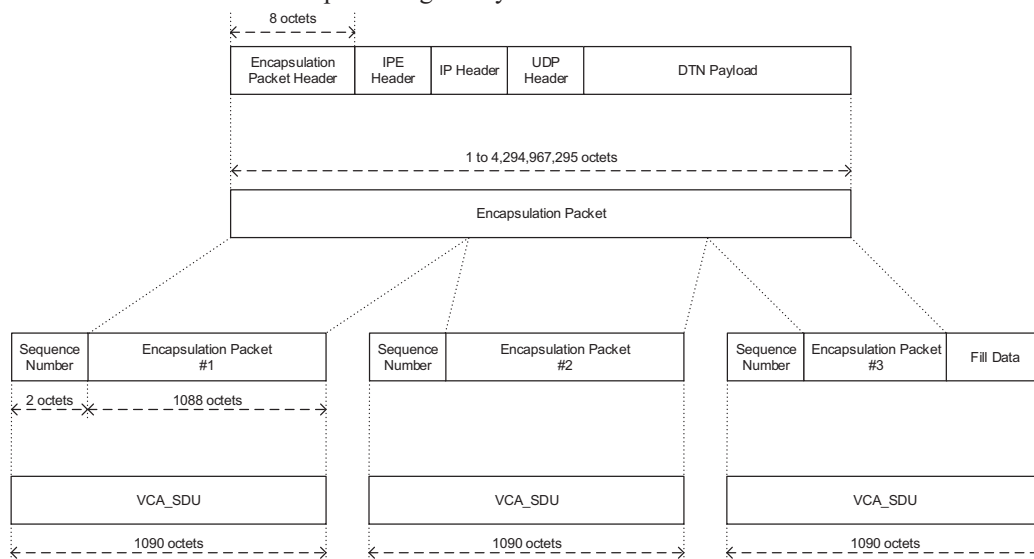 8 octets
Encapsulation
Packet Header
IPE
Header
IP Header
UDP
Header
DTN Payload
1 to 4,294,967,295 octets
Encapsulation Packet
Sequence
Number
Encapsulation Packet
#1
Sequence
Number
Encapsulation Packet
#2
Sequence
Number
Encapsulation Packet
#3
Fill Data
2 octets
1088 octets
VCA_SDU
VCA_SDU
VCA_SDU
1090 octets
1090 octets
1090 octets